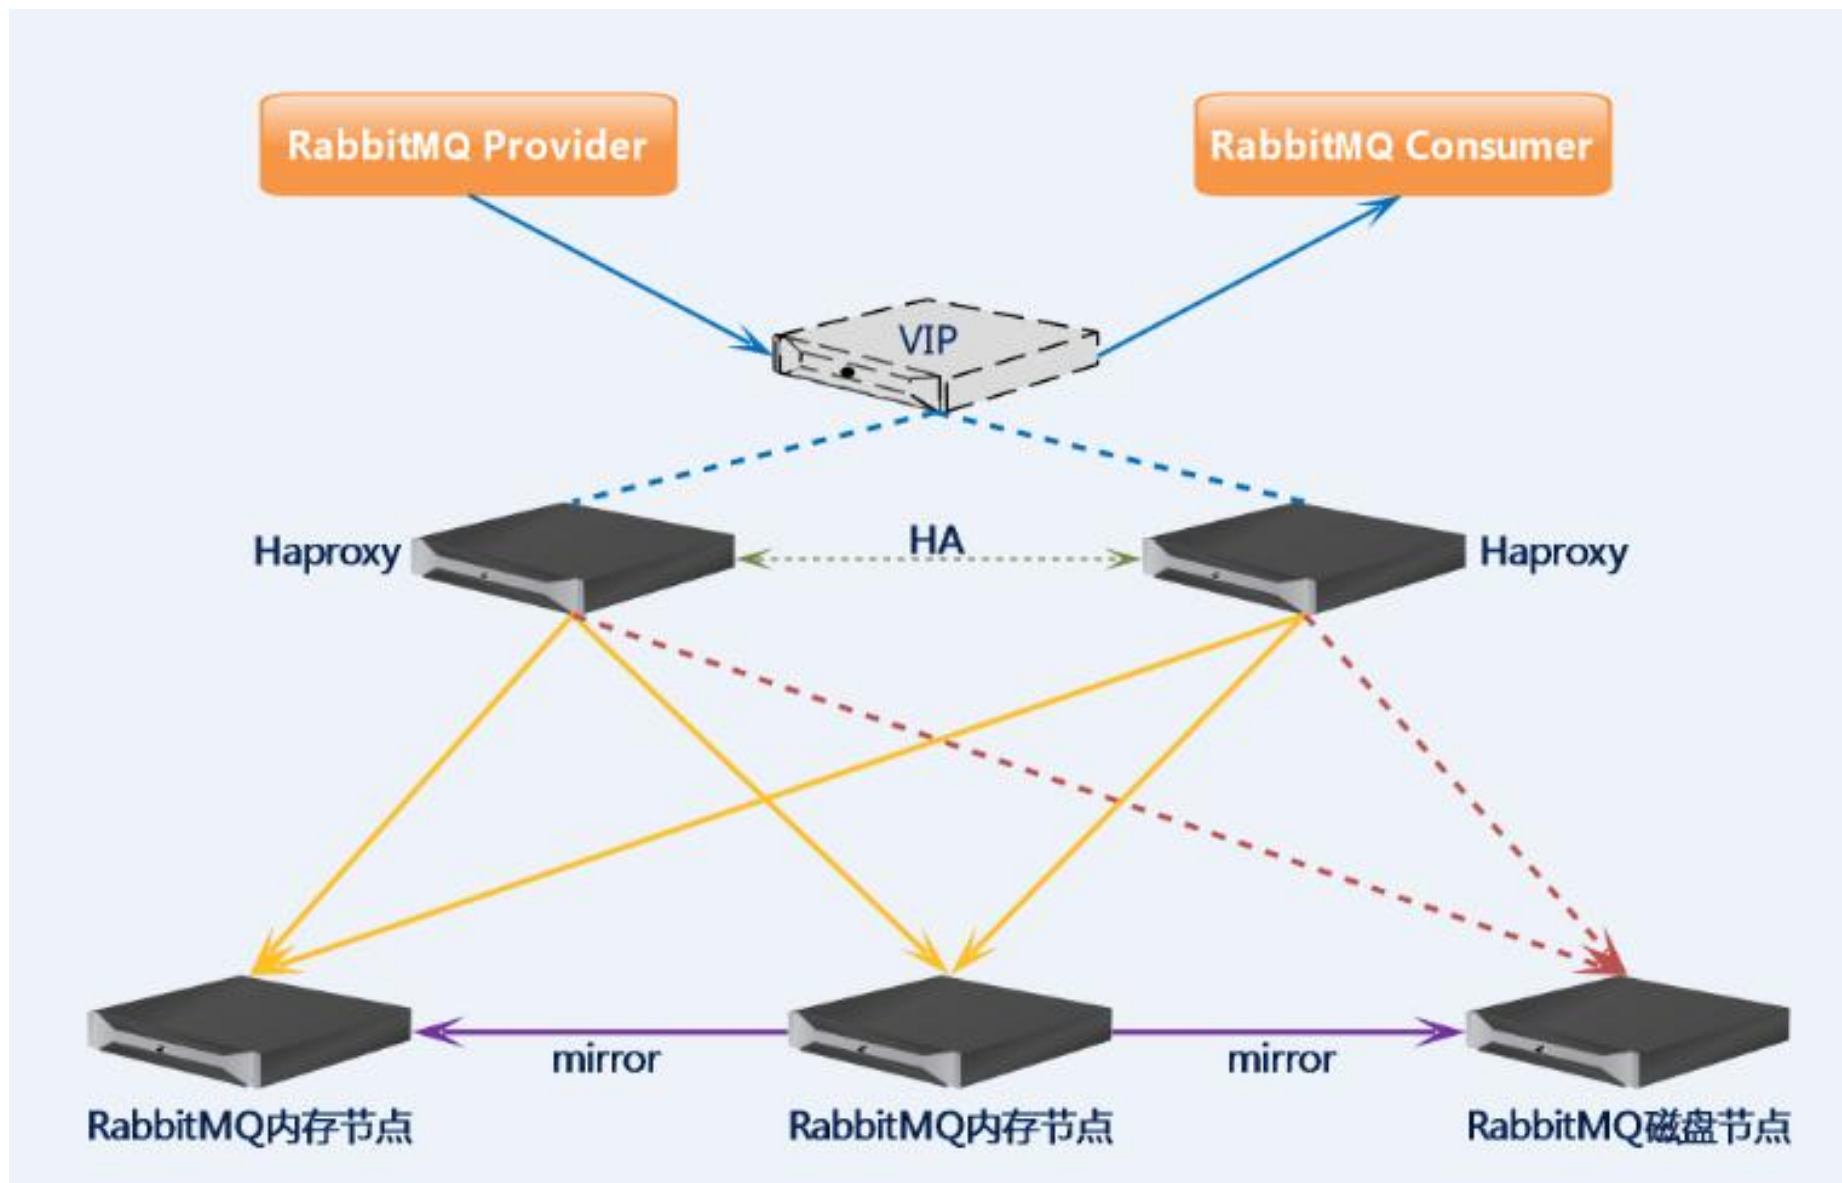 RabbitMQ Provider
RabbitMQ Consumer
VIP
Haproxy
HA
Haproxy
mirror
mirror
RabbitMQ内存节点
RabbitMQ内存节点
RabbitMQ磁盘节点